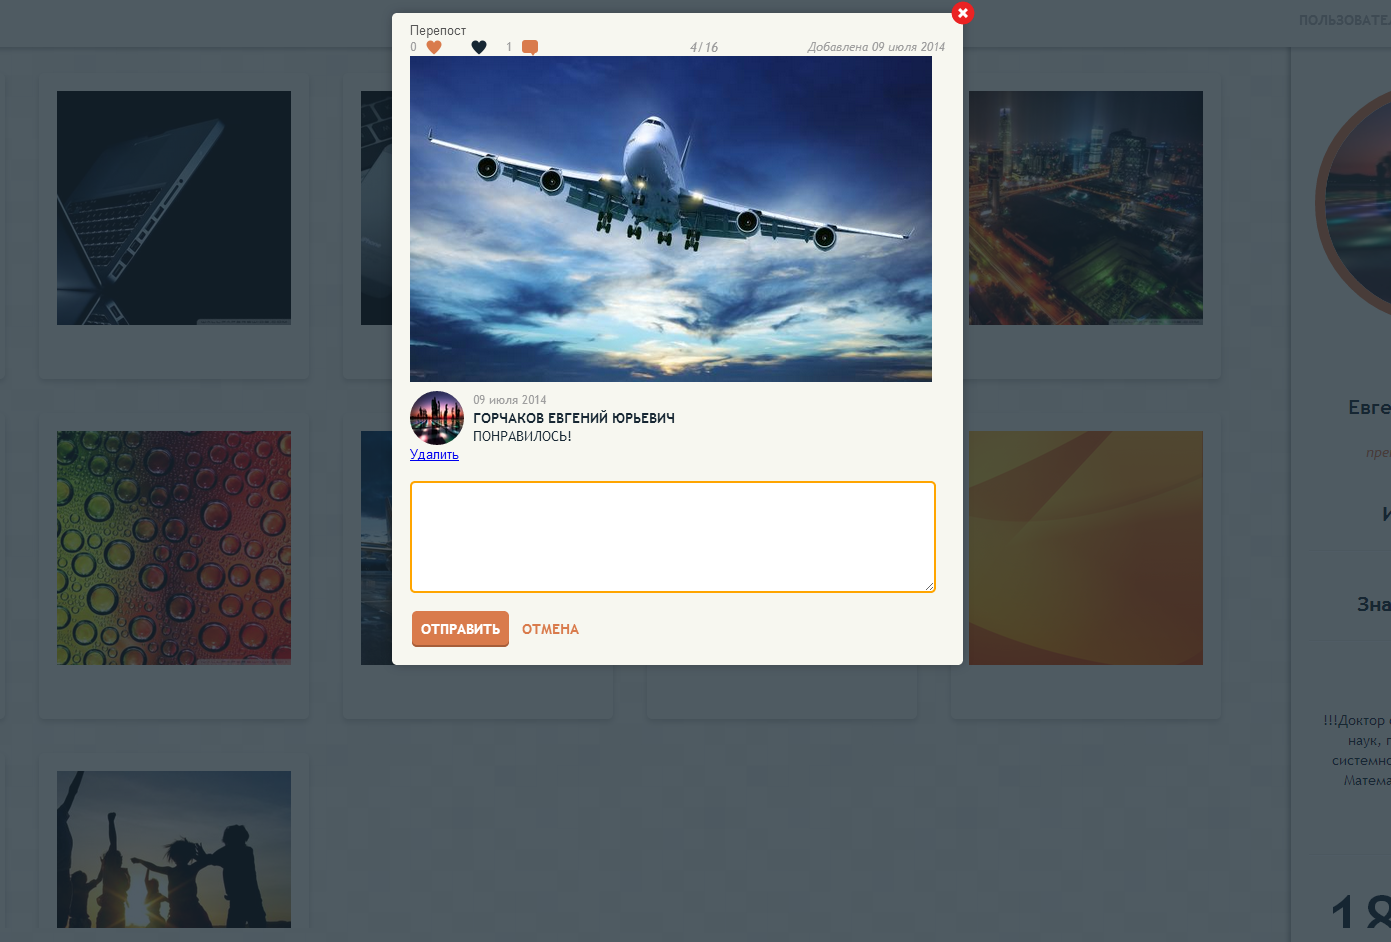 Перепост
0 1 4/16 Добавлена 09 июля 2014
09 июля 2014
ГОРЧАКОВ ЕВГЕНИЙ ЮРЬЕВИЧ
ПОНРАВИЛОСЬ!
Удалить
ОТПРАВИТЬ ОТМЕНА
ПОЛЬЗОВАТЕ
Евге
пре
И
Зна
!!!Доктор
наук,
системно
Матема
18